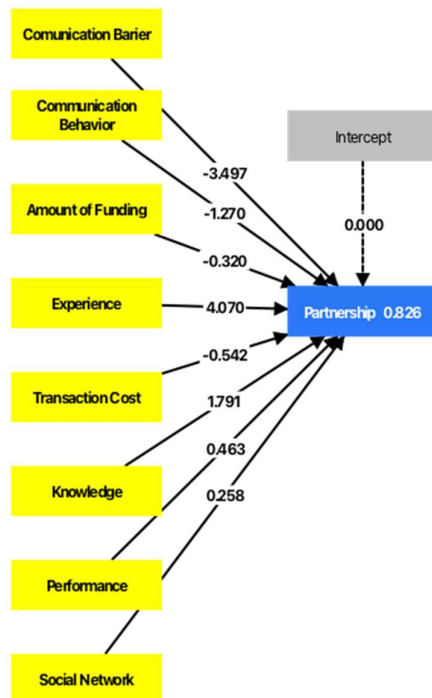 Comunication Barier
Communication
Behavior
Intercept
-3.497
-1.270
Amount of Funding
0.000
-0.320
Experience
4.070
Partnership 0.826
-0.542
Transaction Cost
1.791
0.463
Knowledge
0.258
Performance
Social Network